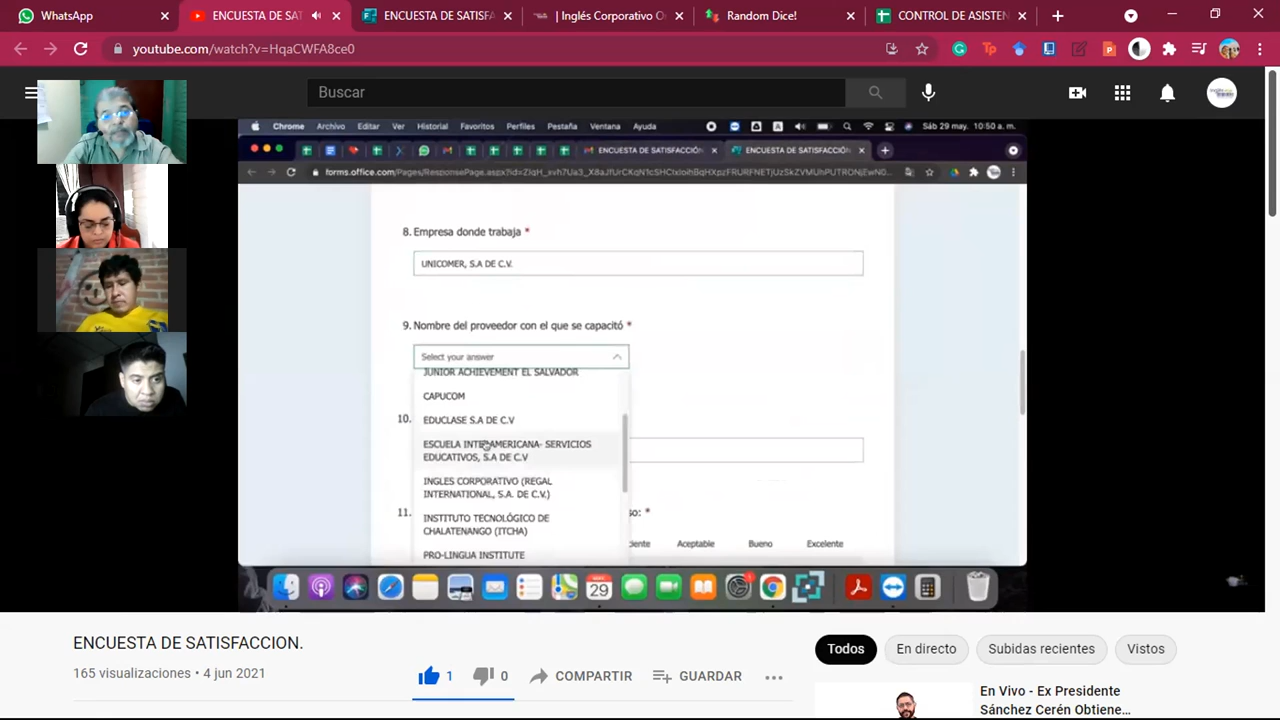 WhatsApp
ENCUESTA DE SAT
ENCUESTA DE SATISFA
| Inglés Corporativo O
Random Dice!
CONTROL DE ASISTEN
youtube.com/watch?v=HqaCWFA8ce0
Buscar
Chrome Archivo Editar Ver Historial Favoritos Perfiles Pestaña Ventana Ayuda
Sáb 29 may. 10:50 a. m.
ENCUESTA DE SATISFACCIÓN
ENCUESTA DE SATISFACCIÓN
8. Empresa donde trabaja *
UNICOMER, S.A DE C.V.
9. Nombre del proveedor con el que se capacitó *
Select your answer
JUNIOR ACHIEVEMENT EL SALVADOR
CAPUCOM
10.
EDUCLASE S.A DE C.V
ESCUELA INTERAMERICANA- SERVICIOS
EDUCATIVOS, S.A DE C.V
INGLES CORPORATIVO (REGAL
INTERNATIONAL, S.A. DE C.V.)
11.
so: *
INSTITUTO TECNOLÓGICO DE
CHALATENANGO (ITCHA)
diente Aceptable Bueno Excelente
PRO-LINGUA INSTITUTE
29
ENCUESTA DE SATISFACCION.
165 visualizaciones • 4 jun 2021
1
0
COMPARTIR
GUARDAR
Todos
En directo
Subidas recientes
Vistos
En Vivo - Ex Presidente
Sánchez Cerén Obtiene...